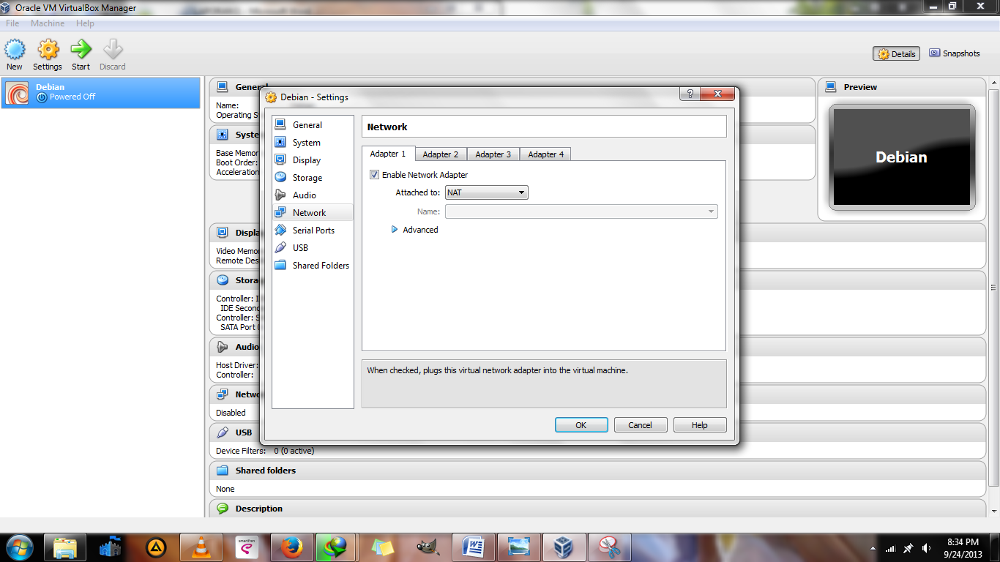 Oracle VM VirtualBox Manager
File Machine Help
New Settings Start Discard
Details Snapshots
Debian
Powered Off
General
Name:
Operating S
Syste
Base Memor
Boot Order:
Acceleration
Preview
Debian
Displa
Video Memo
Remote Des
Stora
Controller: I
IDE Second
Controller: S
SATA Port
Audio
Host Driver:
Controller:
Netwo
Disabled
USB
Device Filters: 0 (0 active)
Shared folders
None
Description
Debian - Settings
General
System
Display
Storage
Audio
Network
Serial Ports
USB
Shared Folders
Network
Adapter 1 Adapter 2 Adapter 3 Adapter 4
Enable Network Adapter
Attached to: NAT
Name:
Advanced
When checked, plugs this virtual network adapter into the virtual machine.
OK Cancel Help
smartfren
8:34 PM
9/24/2013